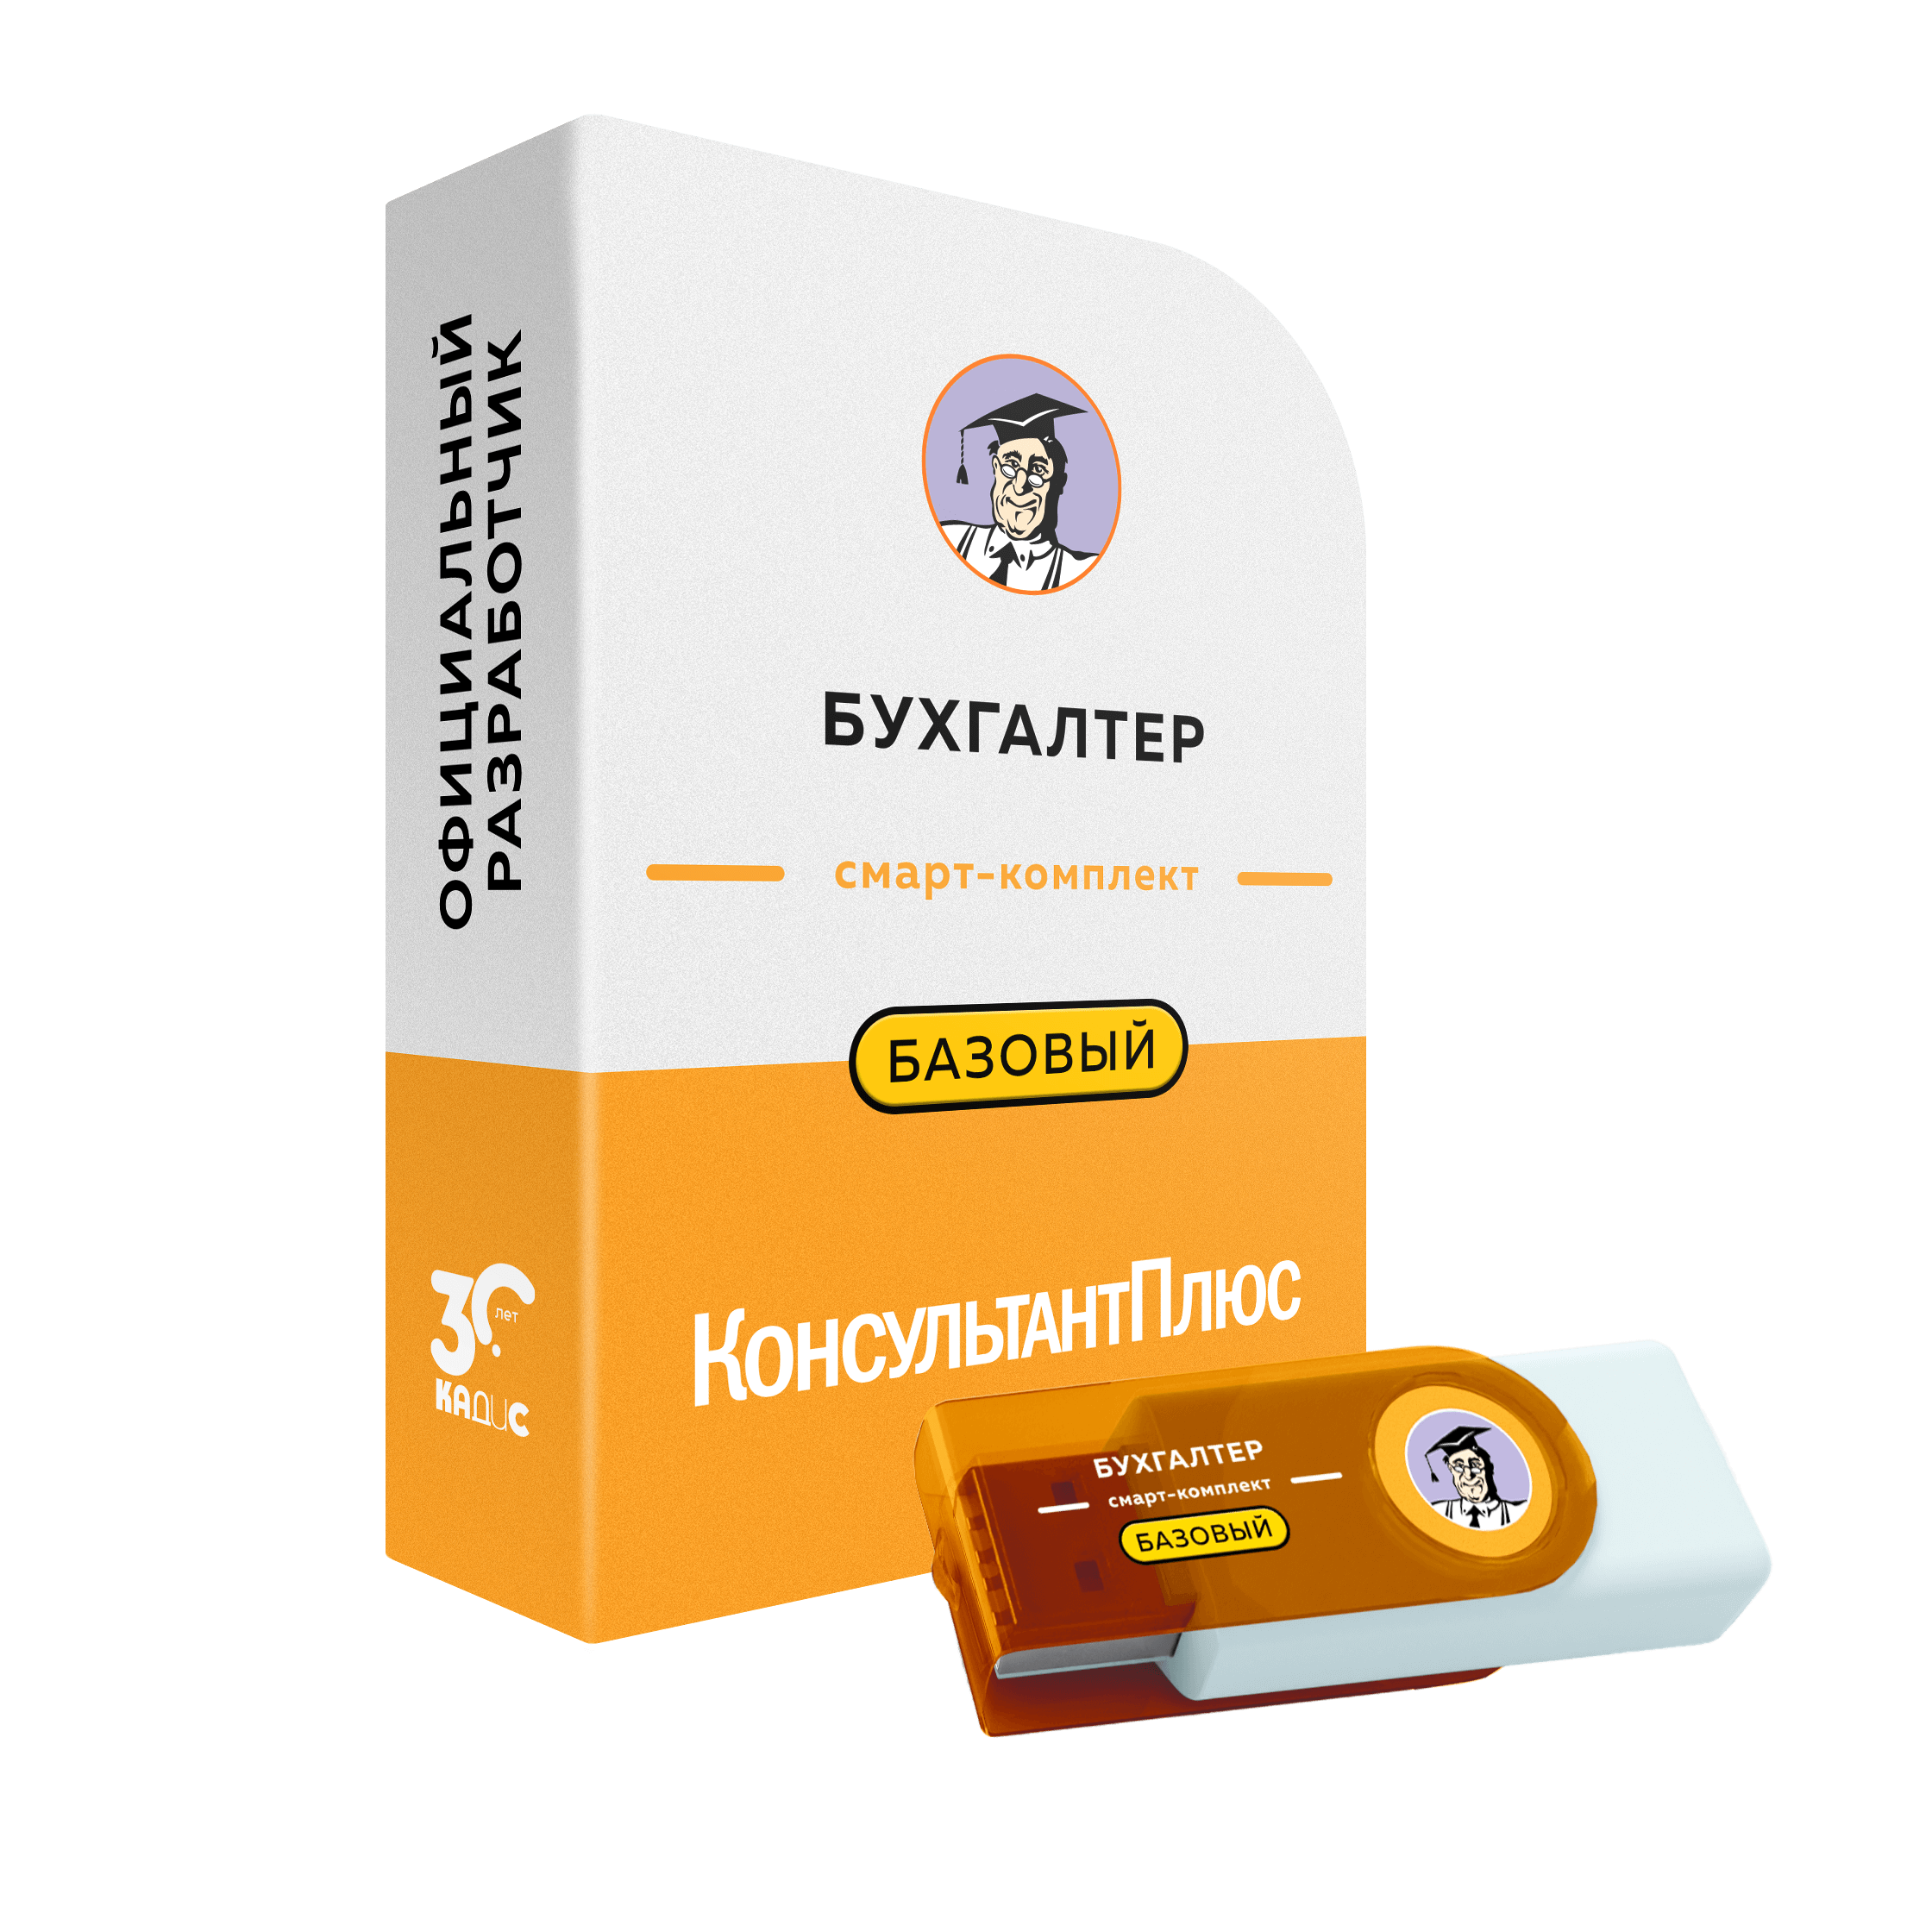 ОФИЦИАЛЬНЫЙ
РАЗРАБОТЧИК
30 лет
КАДИС
БУХГАЛТЕР
смарт-комплект
БАЗОВЫЙ
КОНСУЛЬТАНТПЛЮС
БУХГАЛТЕР
смарт-комплект
БАЗОВЫЙ